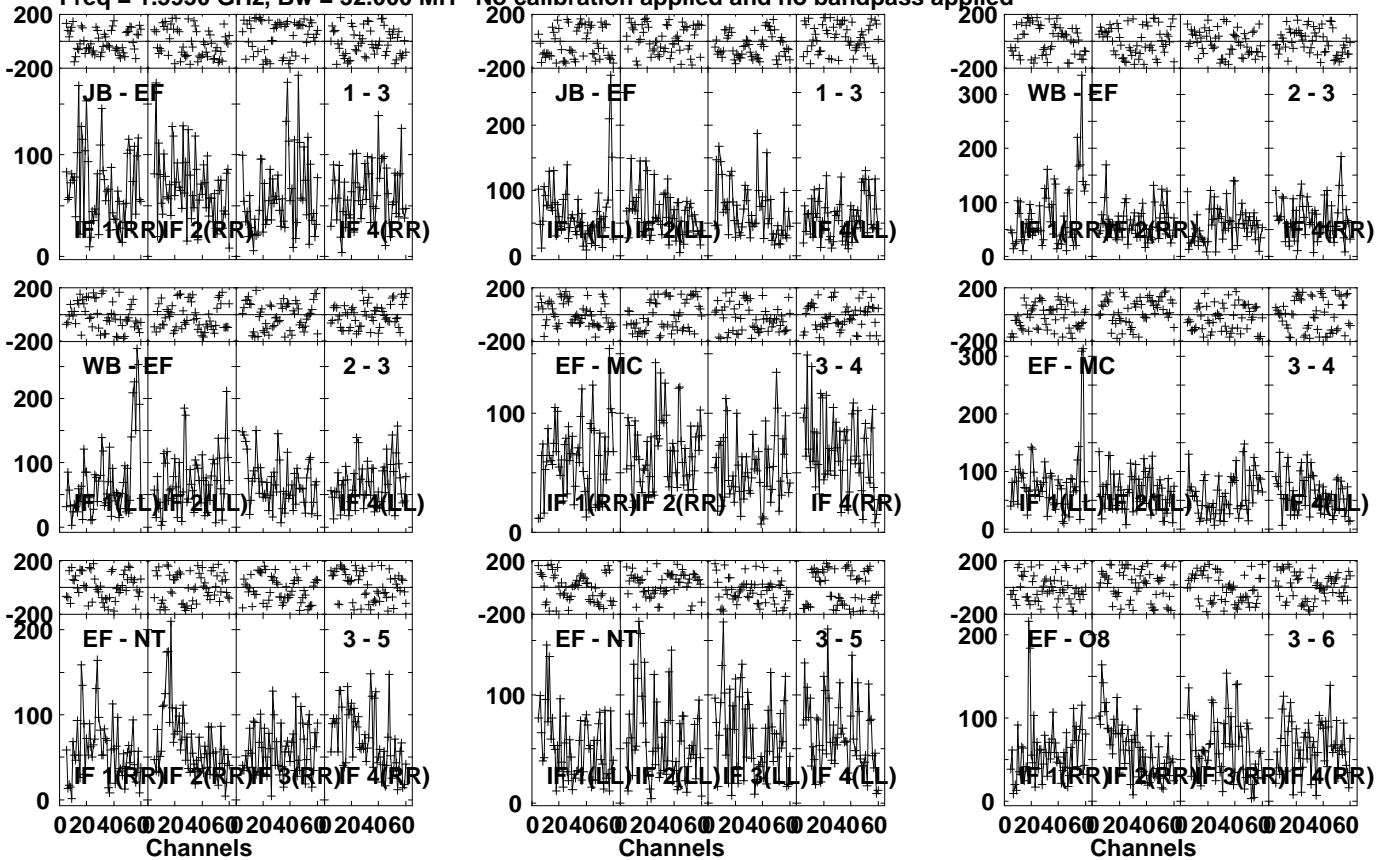 calibration applied and no bandpass applied
200 200 200
-200 -200 -200
JB - EF 1 - 3 JB - EF 1 - 3 WB - EF 2 - 3
300
200
200
100
100
100
IF 1(RR) IF 2(RR) IF 4(RR) IF 1(LL) IF 2(LL) IF 4(LL) IF 1(RR) IF 2(RR) IF 4(RR)
0 0 0
200 200 200
-200 -200 -200
WB - EF 2 - 3 EF - MC 3 - 4 EF - MC 3 - 4
300
200
200
100
100
100
IF 1(LL) IF 2(LL) IF 4(LL) IF 1(RR) IF 2(RR) IF 4(RR) IF 1(LL) IF 2(LL) IF 4(LL)
0 0 0
200 200 200
-200 -200 -200
200 200
EF - NT 3 - 5 EF - NT 3 - 5 EF - O8 3 - 6
100 100 100
IF 1(RR) IF 2(RR) IF 3(RR) IF 4(RR) IF 1(LL) IF 2(LL) IF 3(LL) IF 4(LL) IF 1(RR) IF 2(RR) IF 3(RR) IF 4(RR)
0 0 0
0 20 40 60 0 20 40 60 0 20 40 60 0 20 40 60 0 20 40 60 0 20 40 60 0 20 40 60 0 20 40 60 0 20 40 60 0 20 40 60 0 20 40 60 0 20 40 60
Channels Channels Channels